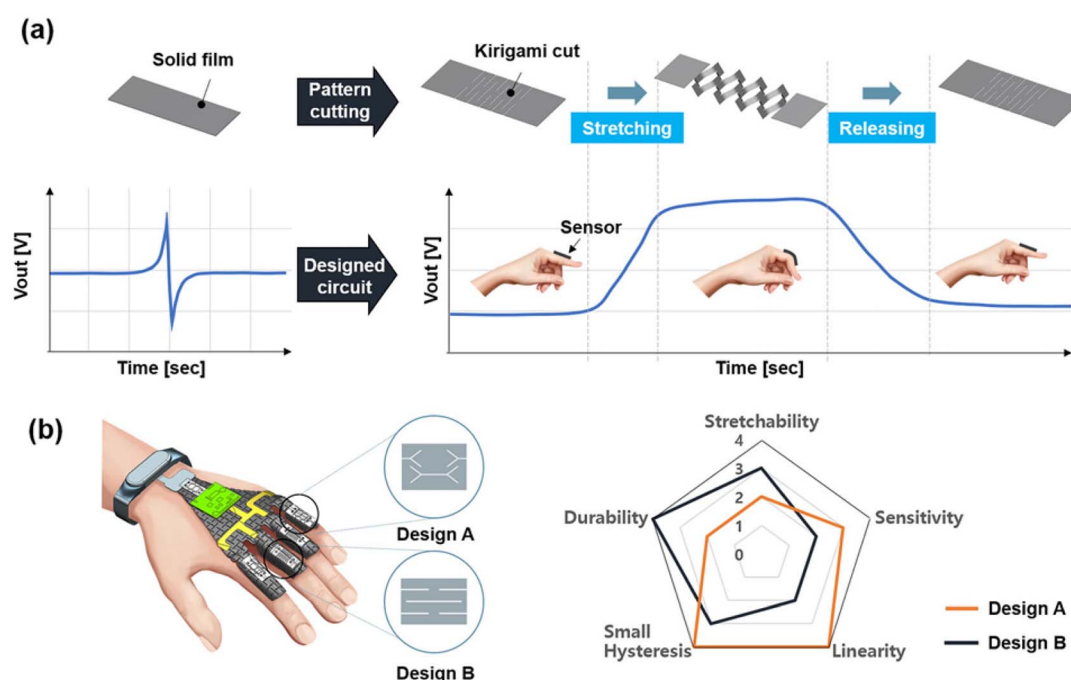 (a)
Solid film
Pattern
cutting
Kirigami cut
Stretching
Releasing
Vout [V]
Time [sec]
Designed
circuit
Vout [V]
Sensor
Time [sec]
(b)
Design A
Design B
Stretchability
4
3
2
1
0
Durability
Sensitivity
Small
Hysteresis
Linearity
Design A
Design B